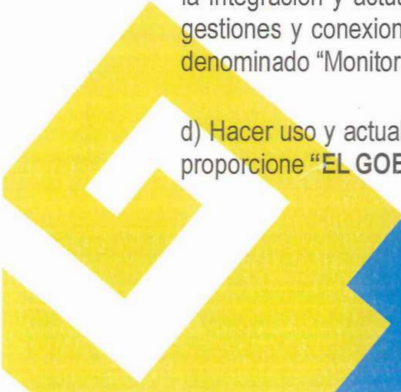 la integración y actua
gestiones y conexion
denominado “Monitor
d) Hacer uso y actual
proporcione “EL GOB